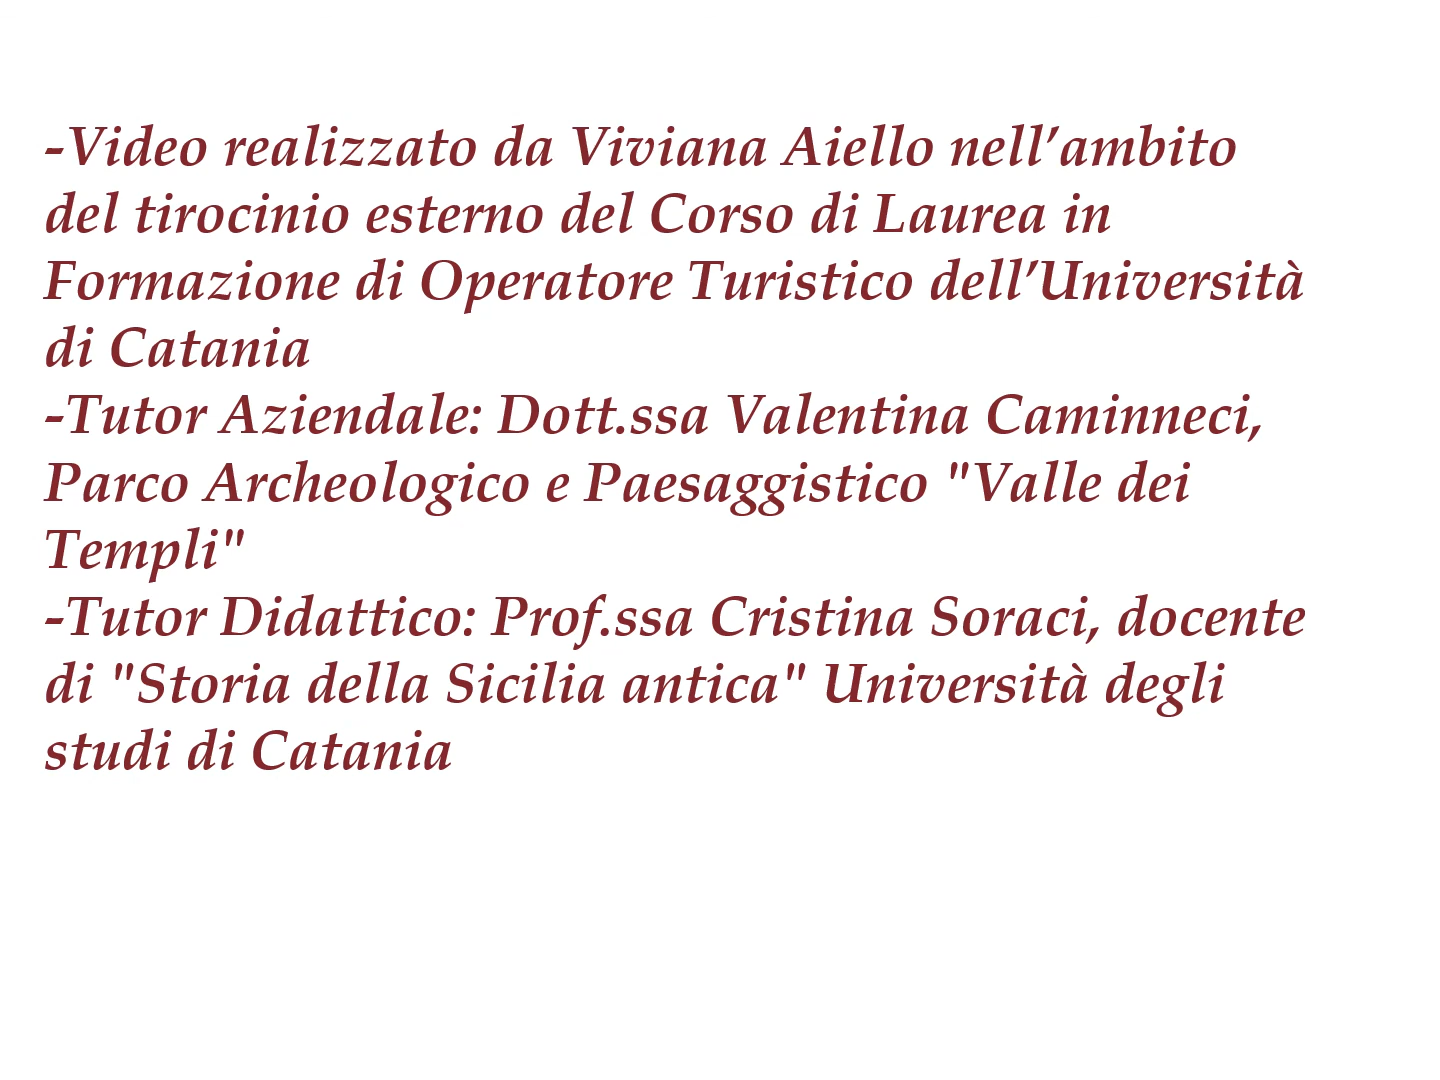 -Video realizzato da Viviana Aiello nell’ambito
del tirocinio esterno del Corso di Laurea in
Formazione di Operatore Turistico dell’Università
di Catania
-Tutor Aziendale: Dott.ssa Valentina Caminneci,
Parco Archeologico e Paesaggistico "Valle dei
Templi"
-Tutor Didattico: Prof.ssa Cristina Soraci, docente
di "Storia della Sicilia antica" Università degli
studi di Catania